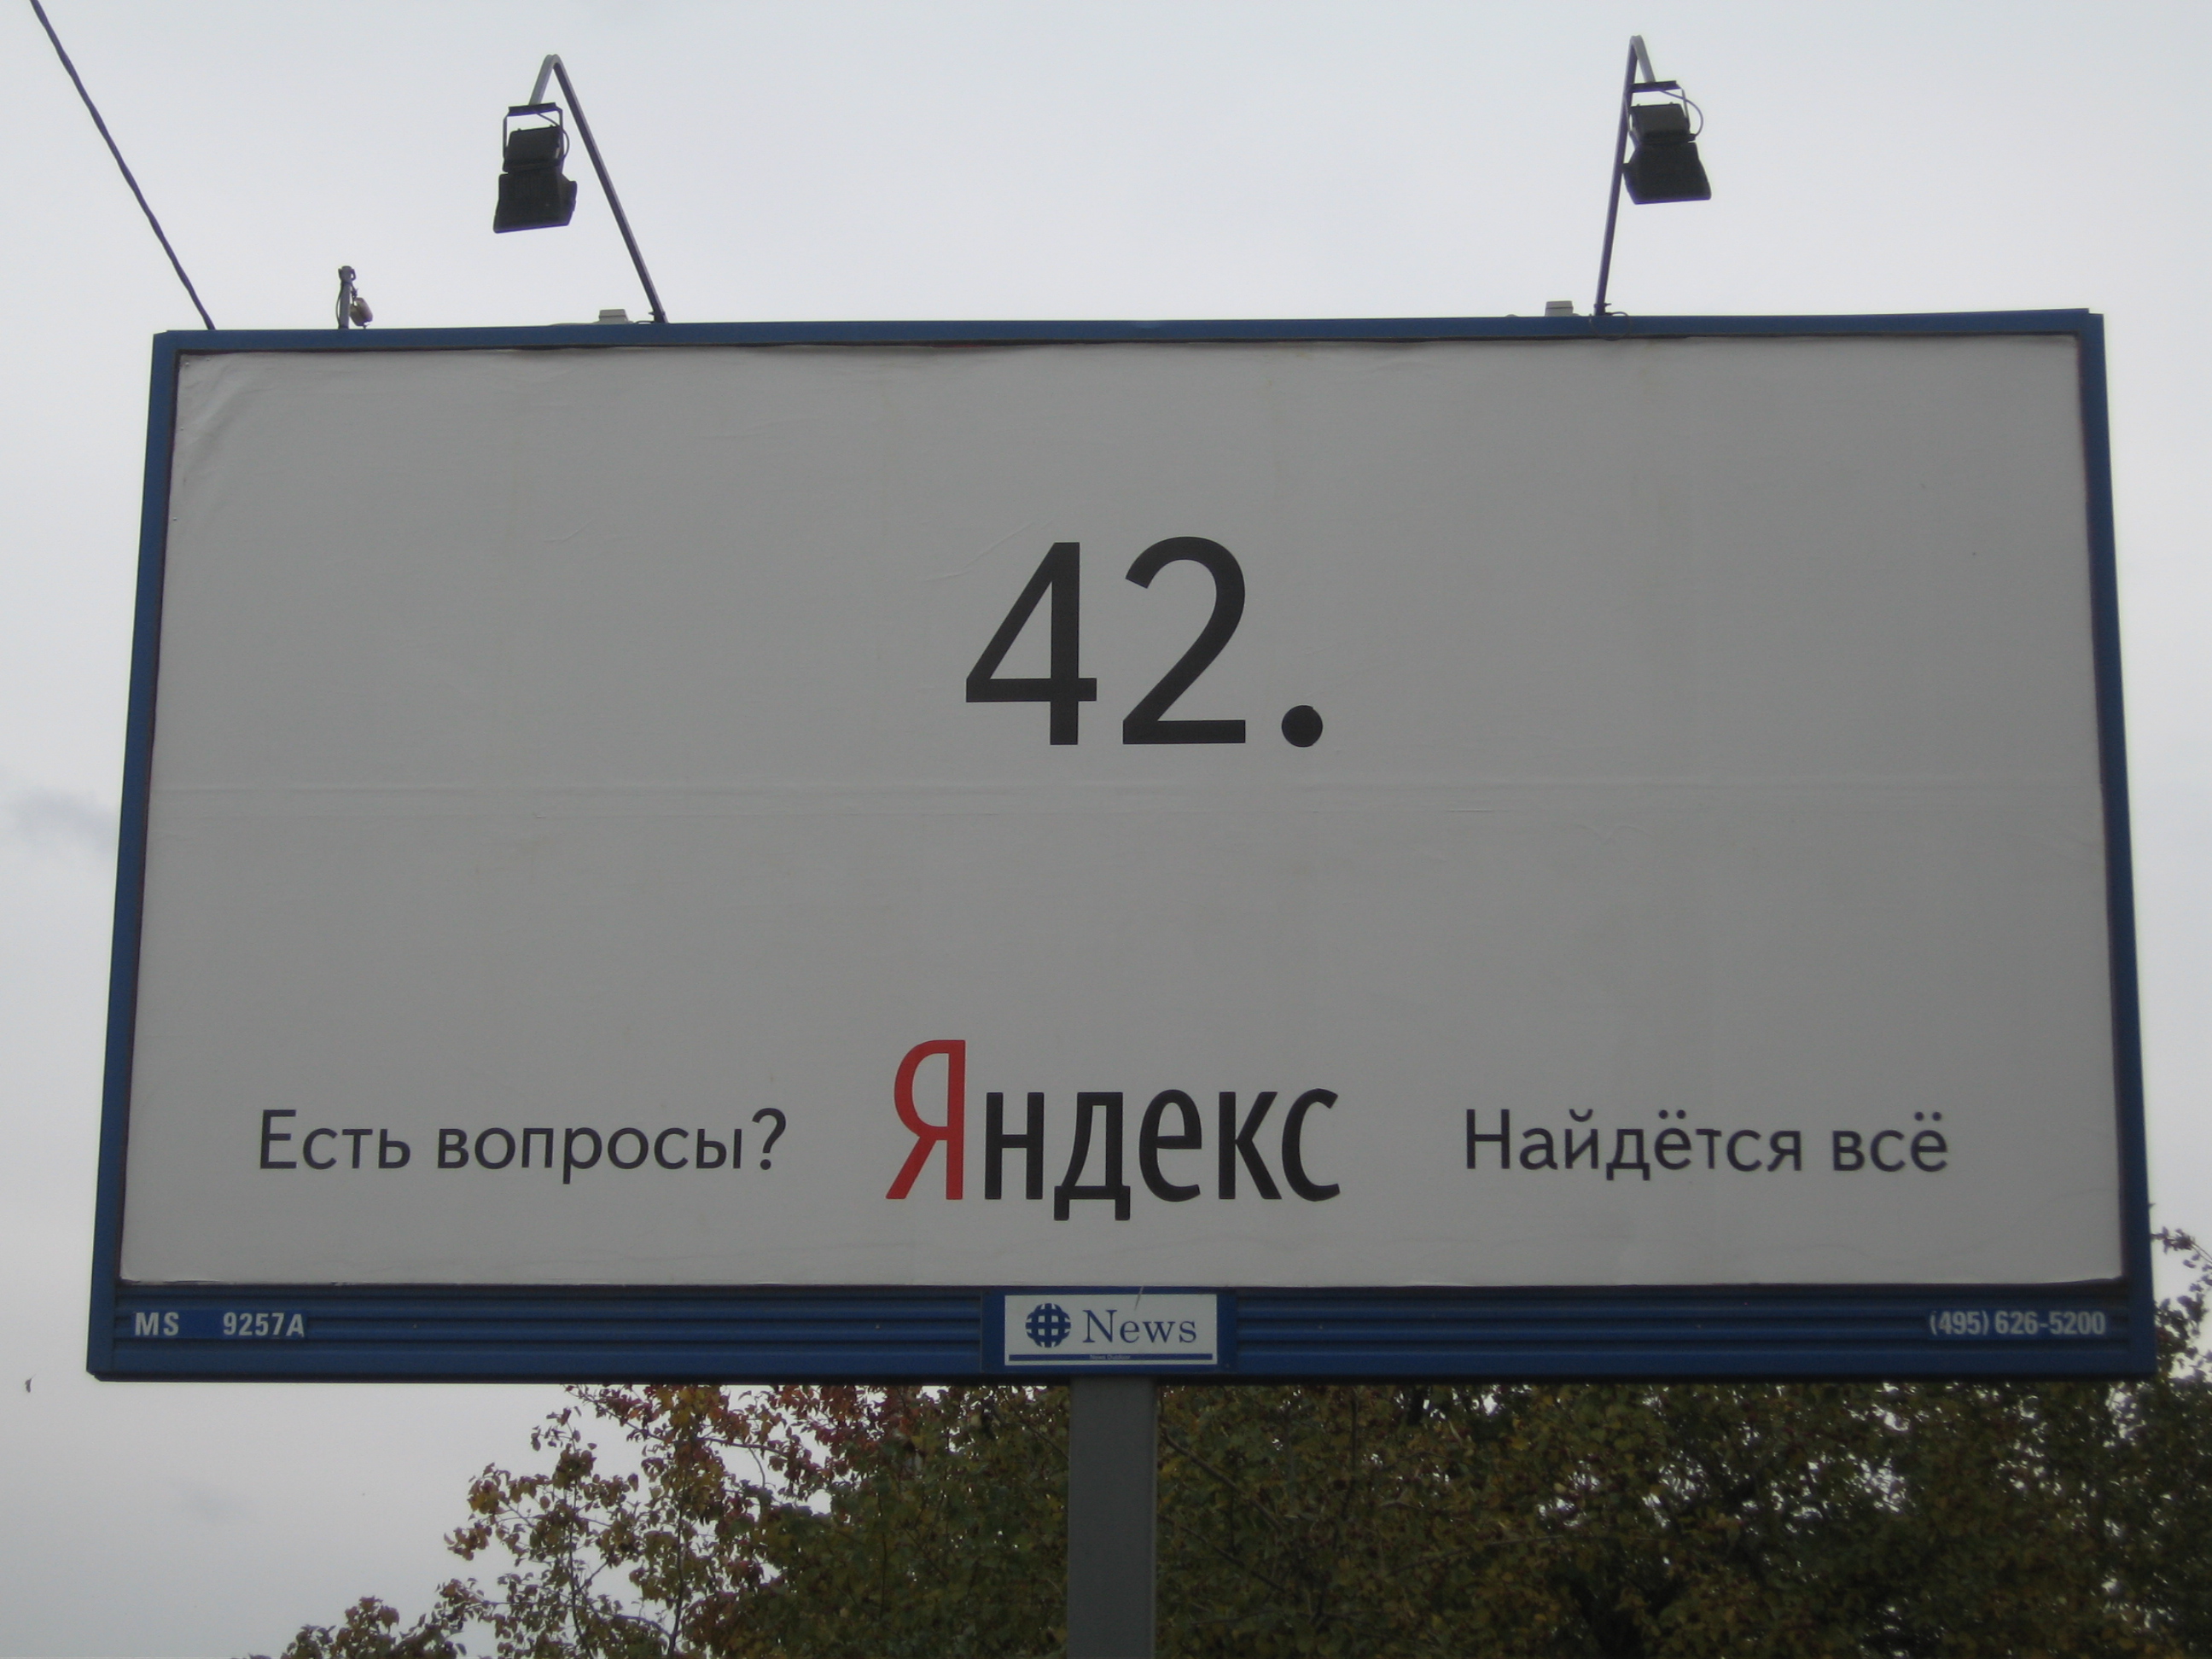 42.
Есть вопросы? Яндекс Найдётся всё
MS 9257A News (495) 626-5200